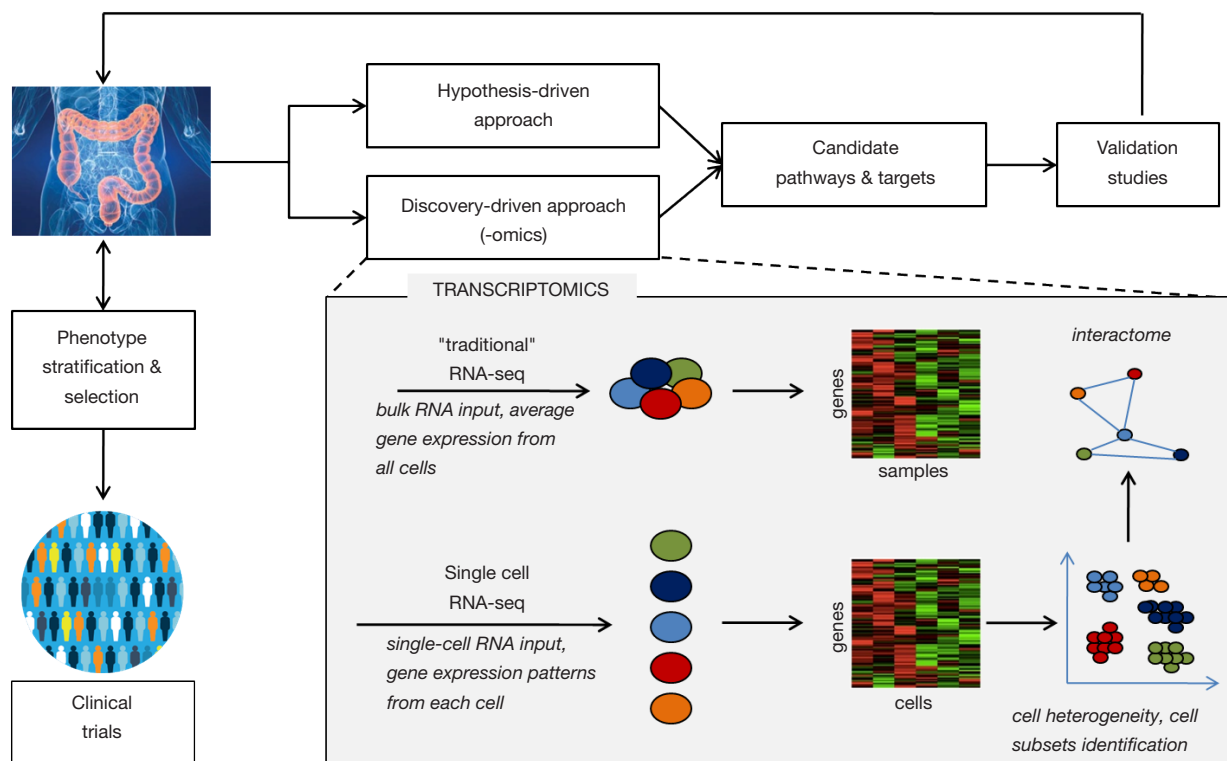 Hypothesis-driven
approach
Candidate
pathways & targets
Validation
studies
Discovery-driven approach
(-omics)
Phenotype
stratification &
selection
Clinical
trials
TRANSCRIPTOMICS
"traditional"
RNA-seq
bulk RNA input, average
gene expression from
all cells
genes
samples
interactome
Single cell
RNA-seq
single-cell RNA input,
gene expression patterns
from each cell
genes
cells
cell heterogeneity, cell
subsets identification